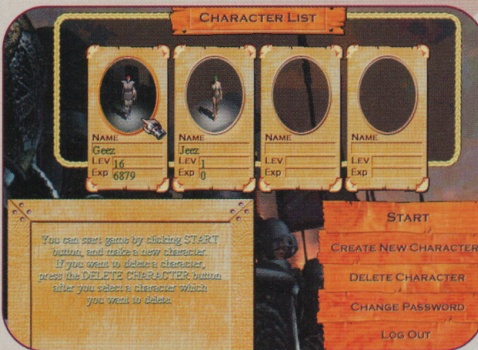 CHARACTER LIST
NAME
Geez
LEV 16
Exp 6879
NAME
Jeez
LEV 1
Exp 0
NAME
LEV
Exp
NAME
LEV
Exp
You can start game by clicking START
button, and make a new character.
If you want to delete a character,
press the DELETE CHARACTER button
after you select a character which
you want to delete.
START
CREATE NEW CHARACTER
DELETE CHARACTER
CHANGE PASSWORD
LOG OUT